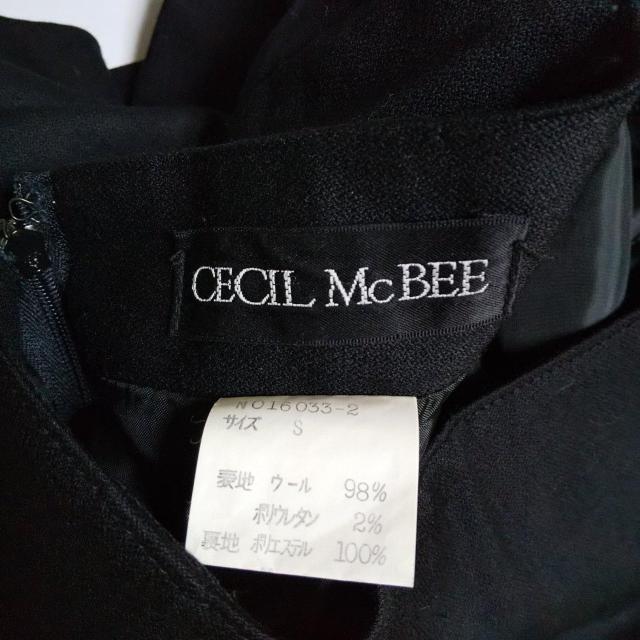 CECIL McBEE
NO16033-2
サイズ S
表地 ウール 98%
ポリウレタン 2%
裏地 ポリエステル 100%